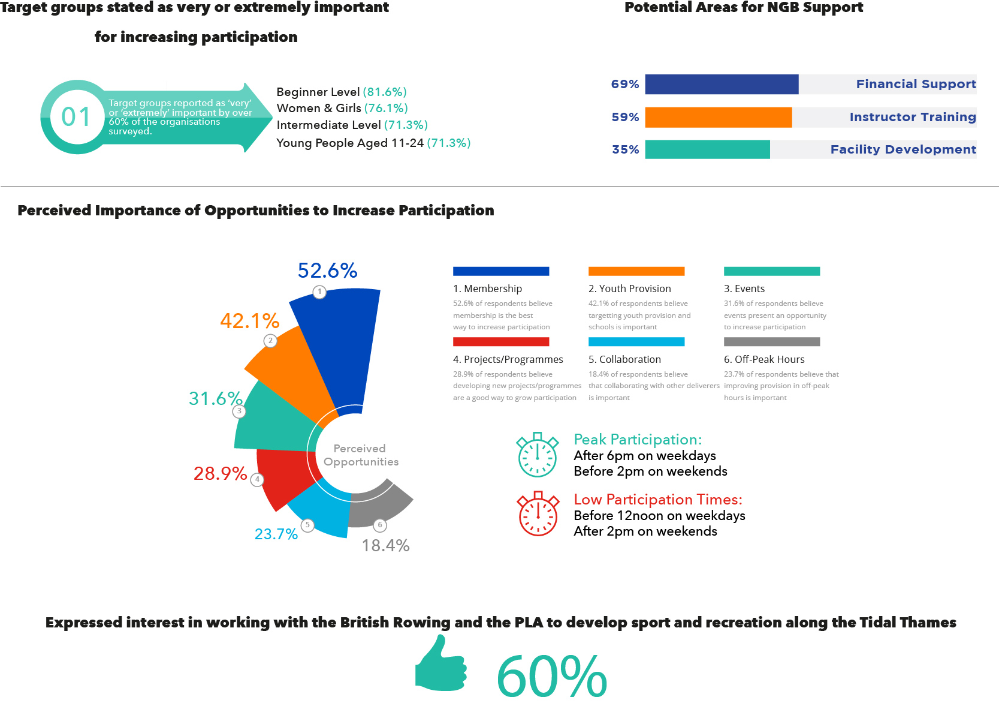 Target groups stated as very or extremely important
for increasing participation
01
Target groups reported as ‘very’
or ‘extremely’ important by over
60% of the organisations
surveyed.
Beginner Level (81.6%)
Women & Girls (76.1%)
Intermediate Level (71.3%)
Young People Aged 11-24 (71.3%)
Potential Areas for NGB Support
69% Financial Support
59% Instructor Training
35% Facility Development
Perceived Importance of Opportunities to Increase Participation
52.6%
1
42.1%
2
31.6%
3
28.9%
4
23.7%
5
18.4%
6
Perceived
Opportunities
1. Membership
52.6% of respondents believe
membership is the best
way to increase participation
2. Youth Provision
42.1% of respondents believe
targetting youth provision and
schools is important
3. Events
31.6% of respondents believe
events present an opportunity
to increase participation
4. Projects/Programmes
28.9% of respondents believe
developing new projects/programmes
are a good way to grow participation
5. Collaboration
18.4% of respondents believe
that collaborating with other deliverers
is important
6. Off-Peak Hours
23.7% of respondents believe that
improving provision in off-peak
hours is important
Peak Participation:
After 6pm on weekdays
Before 2pm on weekends
Low Participation Times:
Before 12noon on weekdays
After 2pm on weekends
Expressed interest in working with the British Rowing and the PLA to develop sport and recreation along the Tidal Thames
60%